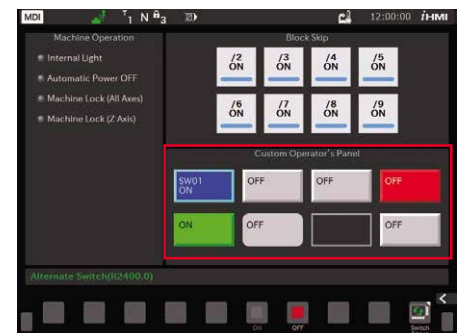 MDI
T1 N B3
12:00:00 iHMI
Machine Operation
Internal Light
Automatic Power OFF
Machine Lock (All Axes)
Machine Lock (Z Axis)
Block Skip
/2 ON
/3 ON
/4 ON
/5 ON
/6 ON
/7 ON
/8 ON
/9 ON
Custom Operator's Panel
SW01 ON
OFF
OFF
OFF
ON
OFF
OFF
Alternate Switch(R2400.0)
ON
OFF
Switch